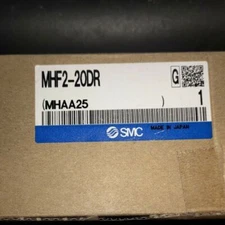 MHF2-20DR
G
(MHAA25 ) 1
SMC MADE IN JAPAN